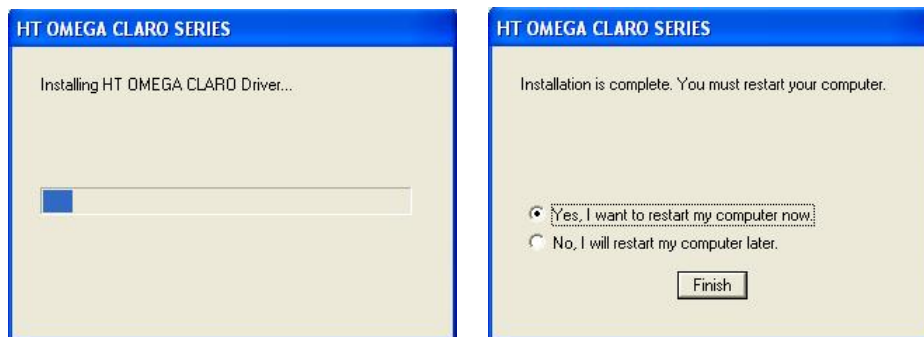 HT OMEGA CLARO SERIES
Installing HT OMEGA CLARO Driver...
HT OMEGA CLARO SERIES
Installation is complete. You must restart your computer.
Yes, I want to restart my computer now.
No, I will restart my computer later.
Finish